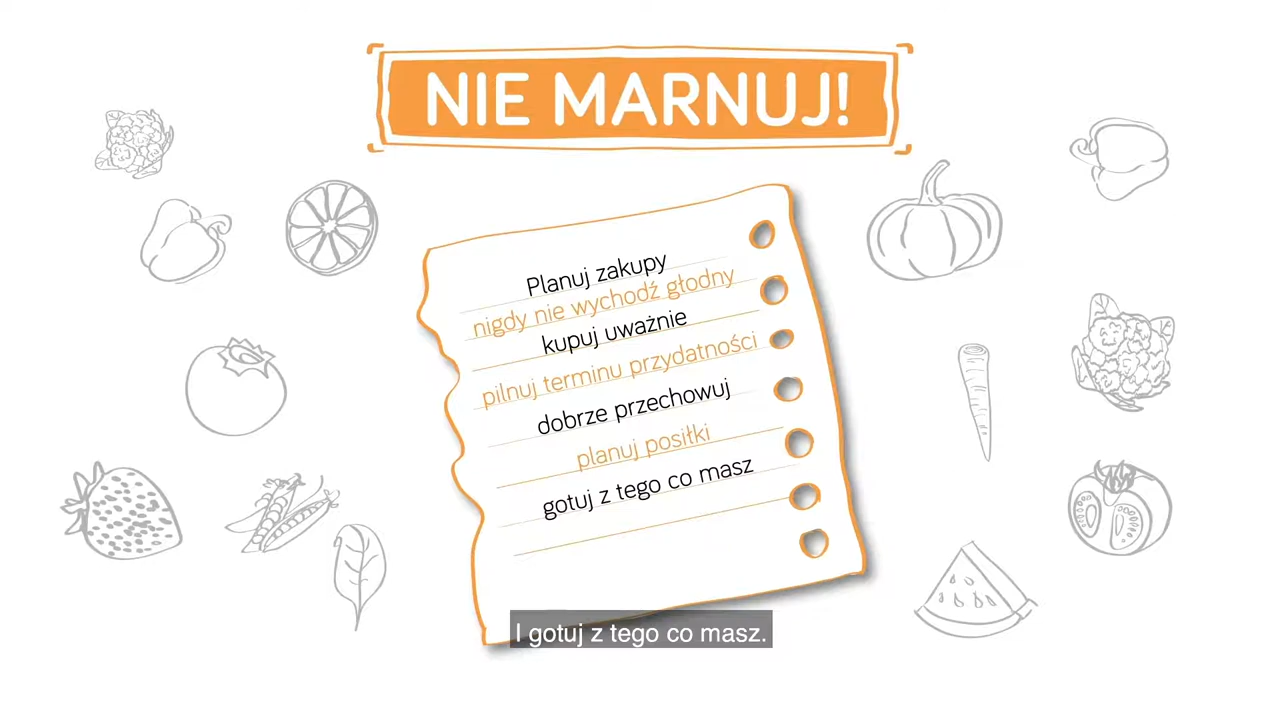 NIE MARNUJ!
Planuj zakupy
nigdy nie wychodź głodny
kupuj uważnie
pilnuj terminu przydatności
dobrze przechowuj
planuj posiłki
gotuj z tego co masz
I gotuj z tego co masz.